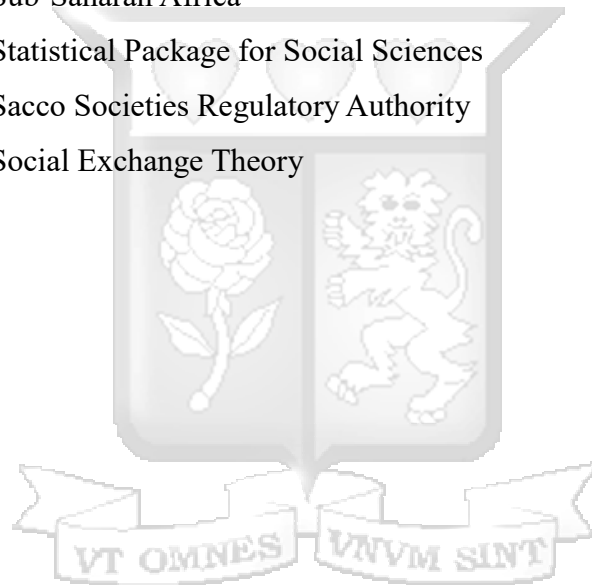 Sub-Saharan Africa
Statistical Package for Social Sciences
Sacco Societies Regulatory Authority
Social Exchange Theory
VT OMNES VNVM SINT